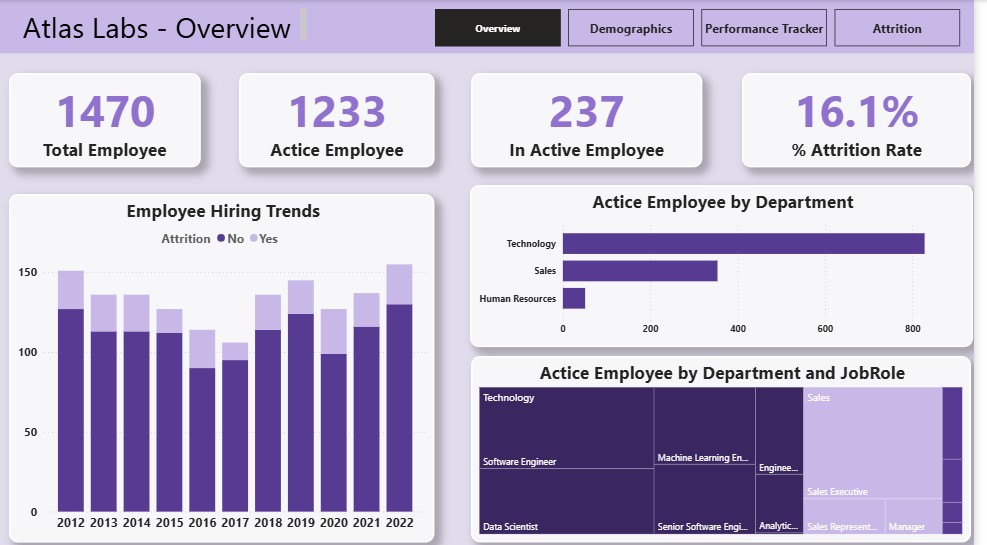 Atlas Labs - Overview
Overview
Demographics
Performance Tracker
Attrition
1470
Total Employee
1233
Actice Employee
237
In Active Employee
16.1%
% Attrition Rate
Employee Hiring Trends
Attrition No Yes
150
100
50
0
2012 2013 2014 2015 2016 2017 2018 2019 2020 2021 2022
Actice Employee by Department
Technology
Sales
Human Resources
0 200 400 600 800
Actice Employee by Department and JobRole
Technology
Software Engineer
Data Scientist
Machine Learning En...
Senior Software Engi...
Enginee...
Analytic...
Sales
Sales Executive
Sales Represent...
Manager